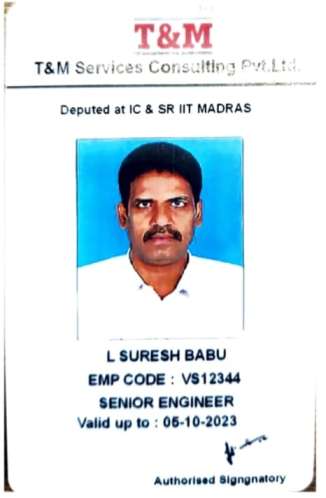 T&M
T&M Services Consulting Pvt.Ltd.
Deputed at IC & SR IIT MADRAS
L SURESH BABU
EMP CODE : VS12344
SENIOR ENGINEER
Valid up to : 05-10-2023
Authorised Signgnatory